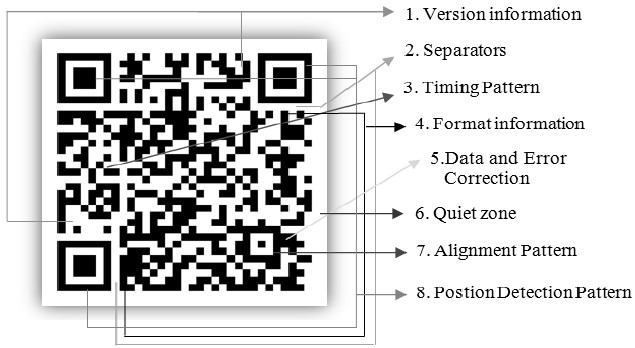 1. Version information
2. Separators
3. Timing Pattern
4. Format information
5.Data and Error
Correction
6. Quiet zone
7. Alignment Pattern
8. Postion Detection Pattern